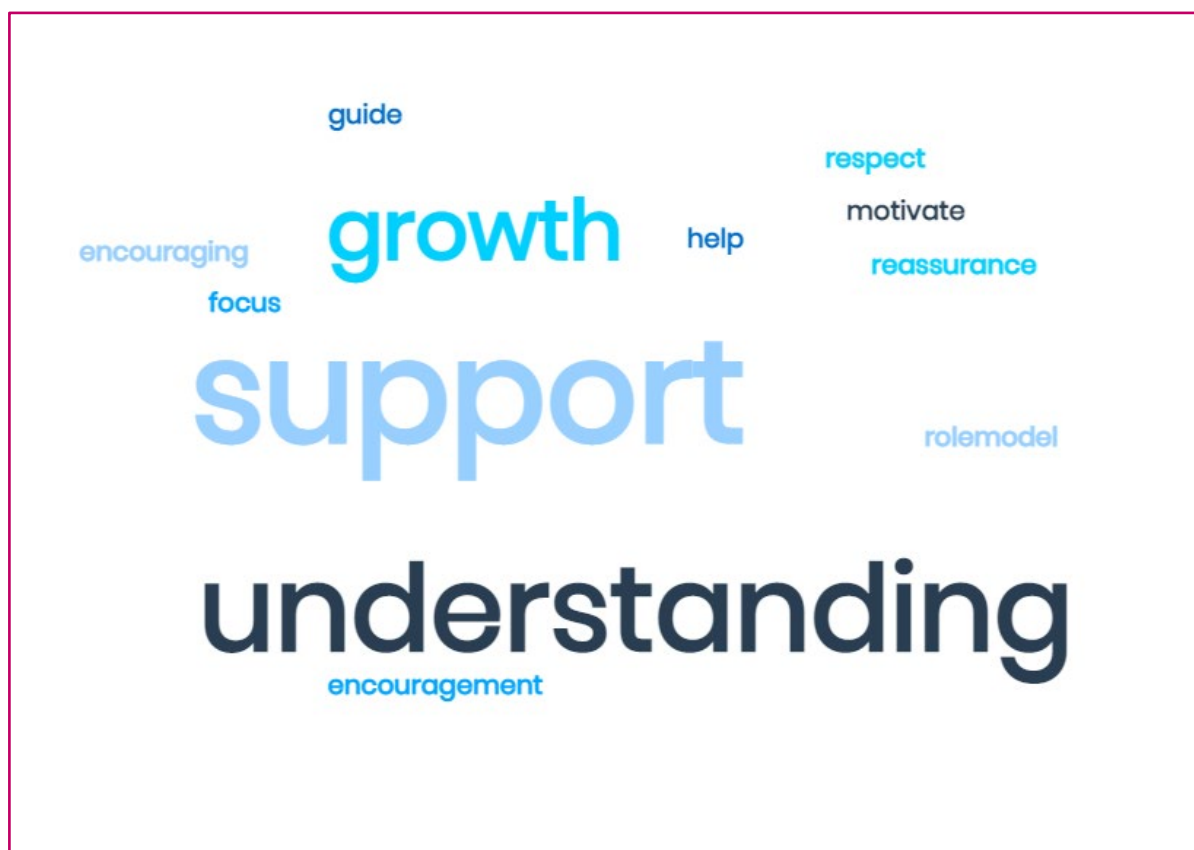 guide
respect
motivate
growth
help
encouraging
reassurance
focus
support
rolemodel
understanding
encouragement